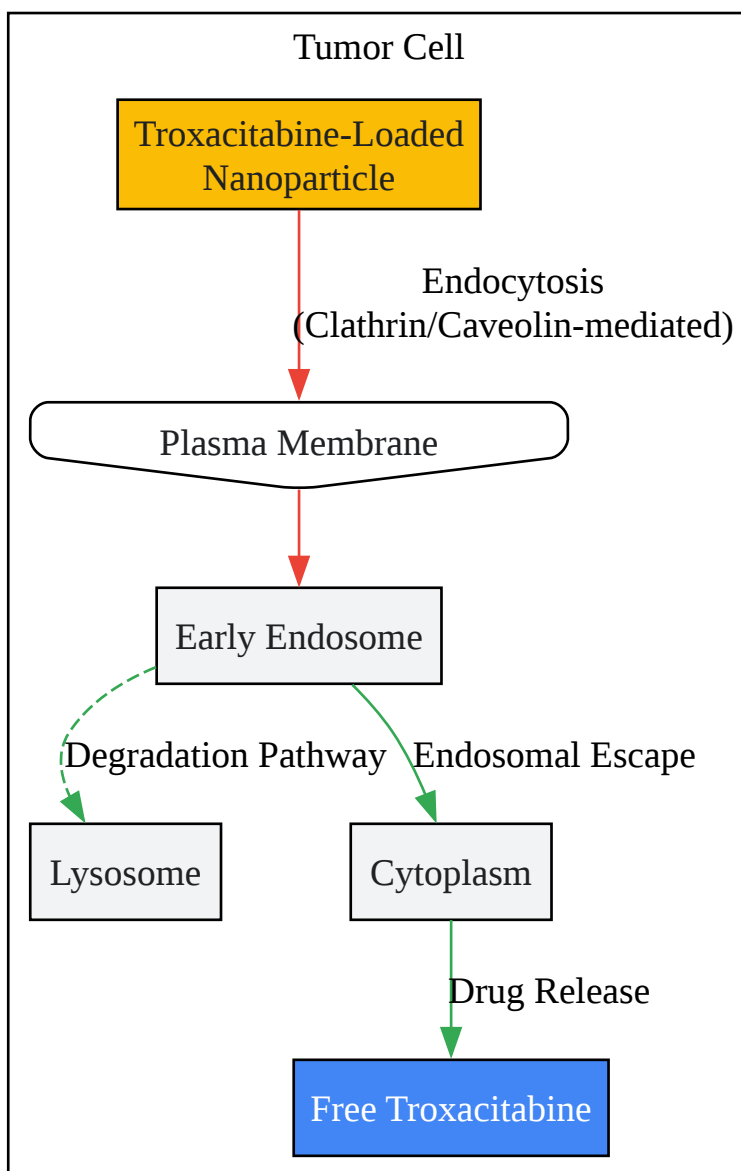 Tumor Cell
Troxacitabine-Loaded
Nanoparticle
Endocytosis
(Clathrin/Caveolin-mediated)
Plasma Membrane
Early Endosome
Degradation Pathway
Endosomal Escape
Lysosome
Cytoplasm
Drug Release
Free Troxacitabine